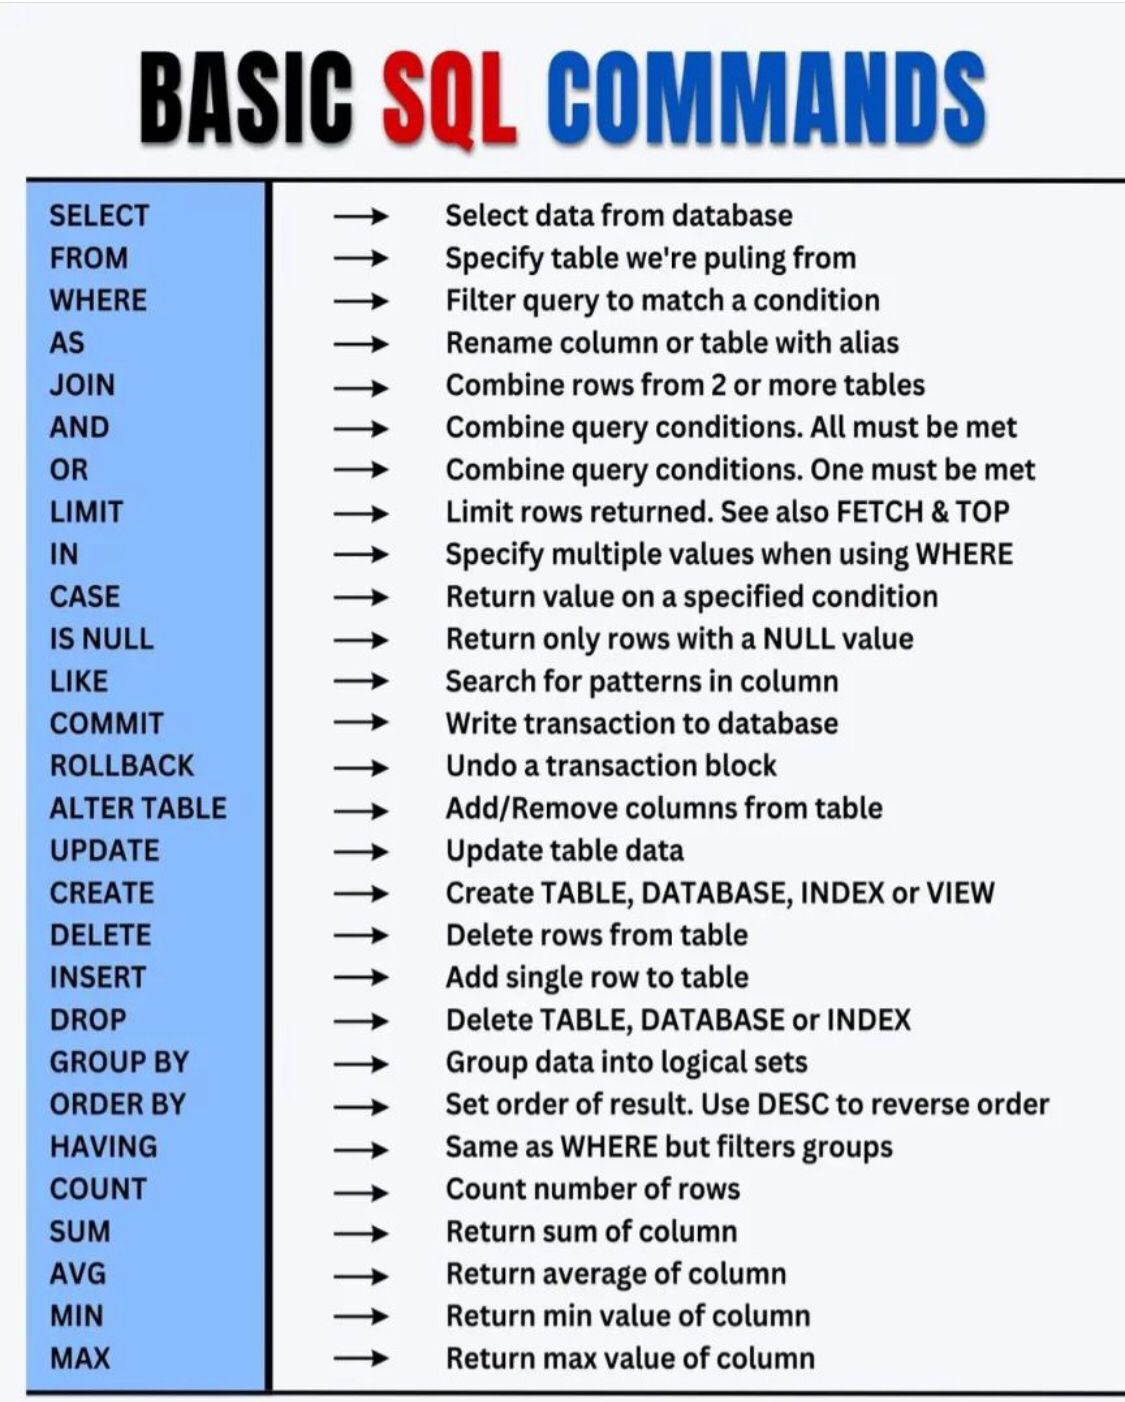 BASIC SQL COMMANDS
SELECT → Select data from database
FROM → Specify table we're puling from
WHERE → Filter query to match a condition
AS → Rename column or table with alias
JOIN → Combine rows from 2 or more tables
AND → Combine query conditions. All must be met
OR → Combine query conditions. One must be met
LIMIT → Limit rows returned. See also FETCH & TOP
IN → Specify multiple values when using WHERE
CASE → Return value on a specified condition
IS NULL → Return only rows with a NULL value
LIKE → Search for patterns in column
COMMIT → Write transaction to database
ROLLBACK → Undo a transaction block
ALTER TABLE → Add/Remove columns from table
UPDATE → Update table data
CREATE → Create TABLE, DATABASE, INDEX or VIEW
DELETE → Delete rows from table
INSERT → Add single row to table
DROP → Delete TABLE, DATABASE or INDEX
GROUP BY → Group data into logical sets
ORDER BY → Set order of result. Use DESC to reverse order
HAVING → Same as WHERE but filters groups
COUNT → Count number of rows
SUM → Return sum of column
AVG → Return average of column
MIN → Return min value of column
MAX → Return max value of column